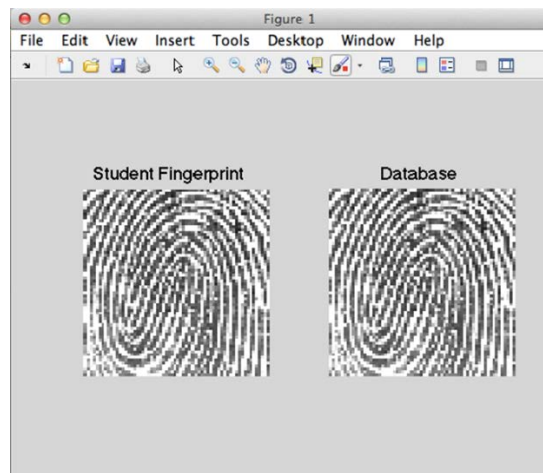 Figure 1
File Edit View Insert Tools Desktop Window Help
Student Fingerprint Database